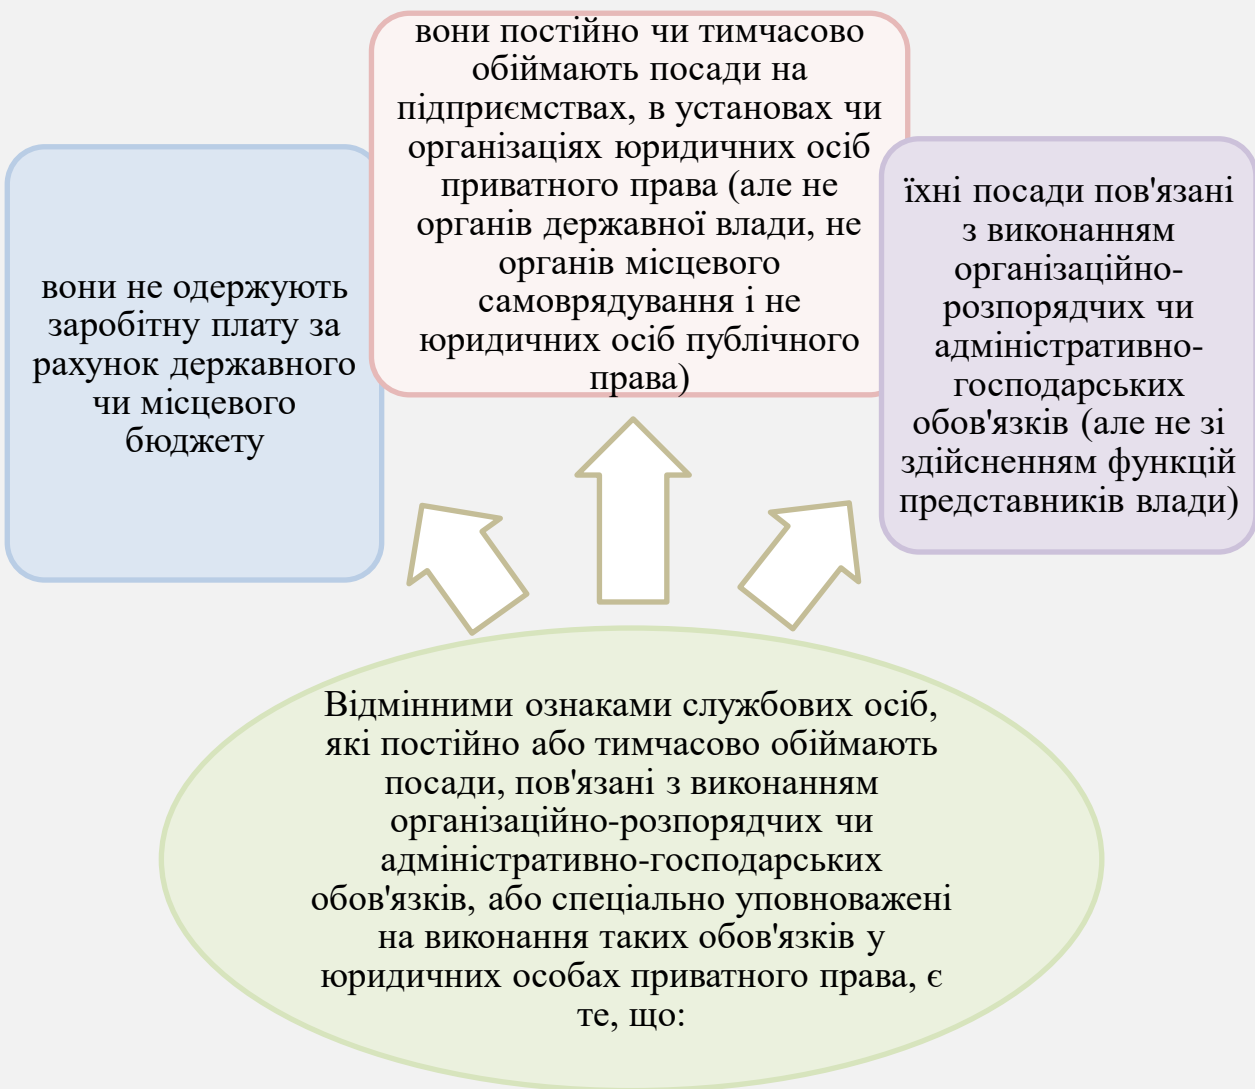 вони не одержують
заробітну плату за
рахунок державного
чи місцевого
бюджету
вони постійно чи тимчасово
обіймають посади на
підприємствах, в установах чи
організаціях юридичних осіб
приватного права (але не
органів державної влади, не
органів місцевого
самоврядування і не
юридичних осіб публічного
права)
їхні посади пов'язані
з виконанням
організаційно-
розпорядчих чи
адміністративно-
господарських
обов'язків (але не зі
здійсненням функцій
представників влади)
Відмінними ознаками службових осіб,
які постійно або тимчасово обіймають
посади, пов'язані з виконанням
організаційно-розпорядчих чи
адміністративно-господарських
обов'язків, або спеціально уповноважені
на виконання таких обов'язків у
юридичних особах приватного права, є
те, що: